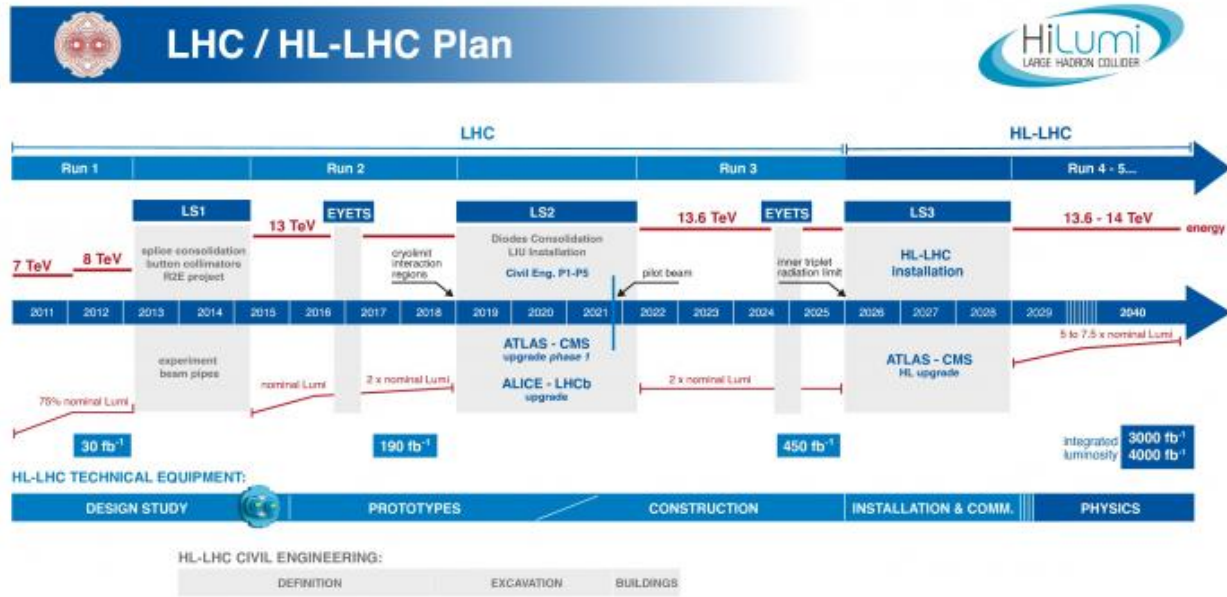 LHC / HL-LHC Plan
HiLumi
LARGE HADRON COLLIDER
LHC
HL-LHC
Run 1
Run 2
Run 3
Run 4 - 5...
LS1
EYETS
LS2
EYETS
LS3
13 TeV
13.6 TeV
13.6 - 14 TeV
energy
7 TeV
8 TeV
splice consolidation
button collimators
R2E project
cryolimit
interaction
regions
Diodes Consolidation
LIU Installation
Civil Eng. P1-P5
pilot beam
inner triplet
radiation limit
HL-LHC
installation
2011
2012
2013
2014
2015
2016
2017
2018
2019
2020
2021
2022
2023
2024
2025
2026
2027
2028
2029
2040
5 to 7.5 x nominal Lumi
experiment
beam pipes
ATLAS - CMS
upgrade phase 1
ALICE - LHCb
upgrade
ATLAS - CMS
HL upgrade
75% nominal Lumi
nominal Lumi
2 x nominal Lumi
2 x nominal Lumi
30 fb⁻¹
190 fb⁻¹
450 fb⁻¹
integrated
luminosity
3000 fb⁻¹
4000 fb⁻¹
HL-LHC TECHNICAL EQUIPMENT:
DESIGN STUDY
PROTOTYPES
CONSTRUCTION
INSTALLATION & COMM.
PHYSICS
HL-LHC CIVIL ENGINEERING:
DEFINITION
EXCAVATION
BUILDINGS